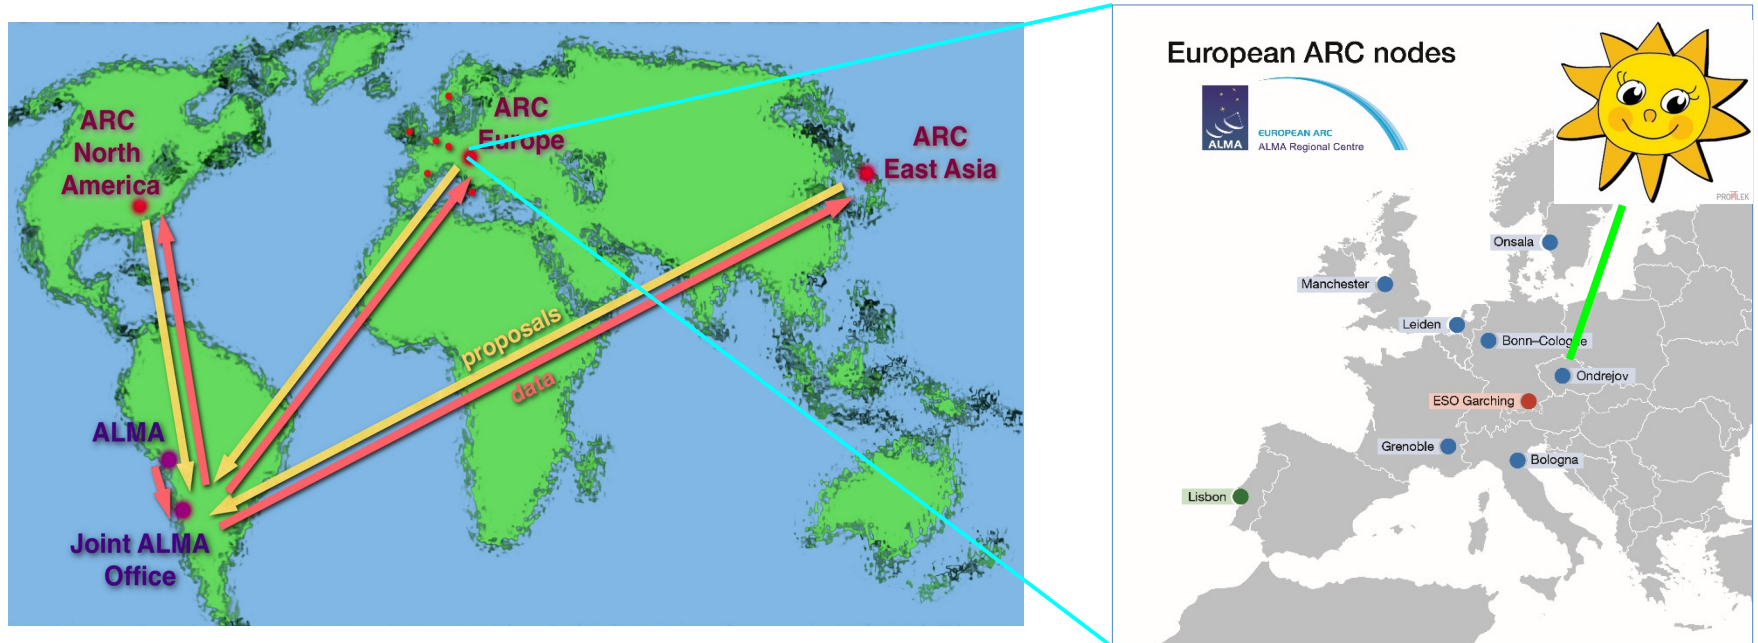 ARC
North
America
ARC
Europe
ARC
East Asia
proposals
data
ALMA
Joint ALMA
Office
European ARC nodes
ALMA
EUROPEAN ARC
ALMA Regional Centre
Onsala
Manchester
Leiden
Bonn–Cologne
Ondrejov
ESO Garching
Grenoble
Bologna
Lisbon